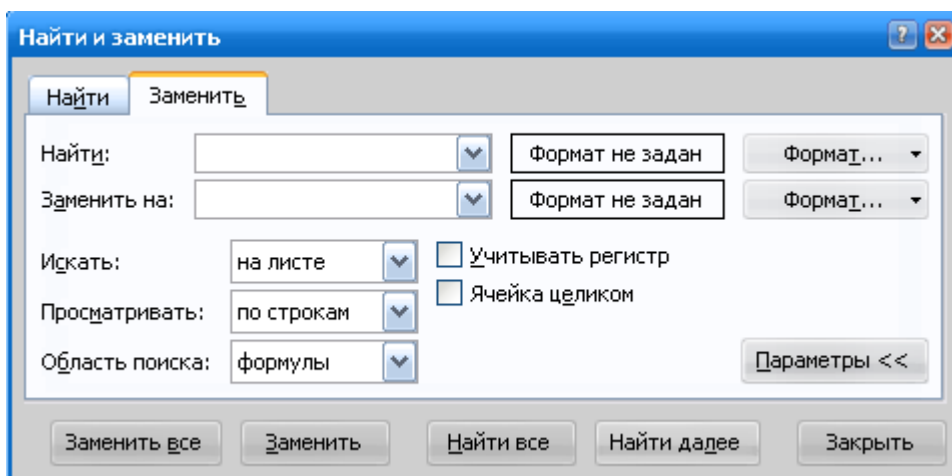 Найти и заменить
Найти Заменить
Найти: Формат не задан Формат...
Заменить на: Формат не задан Формат...
Искать: на листе Учитывать регистр
Ячейка целиком
Просматривать: по строкам
Область поиска: формулы Параметры <<
Заменить все Заменить Найти все Найти далее Закрыть